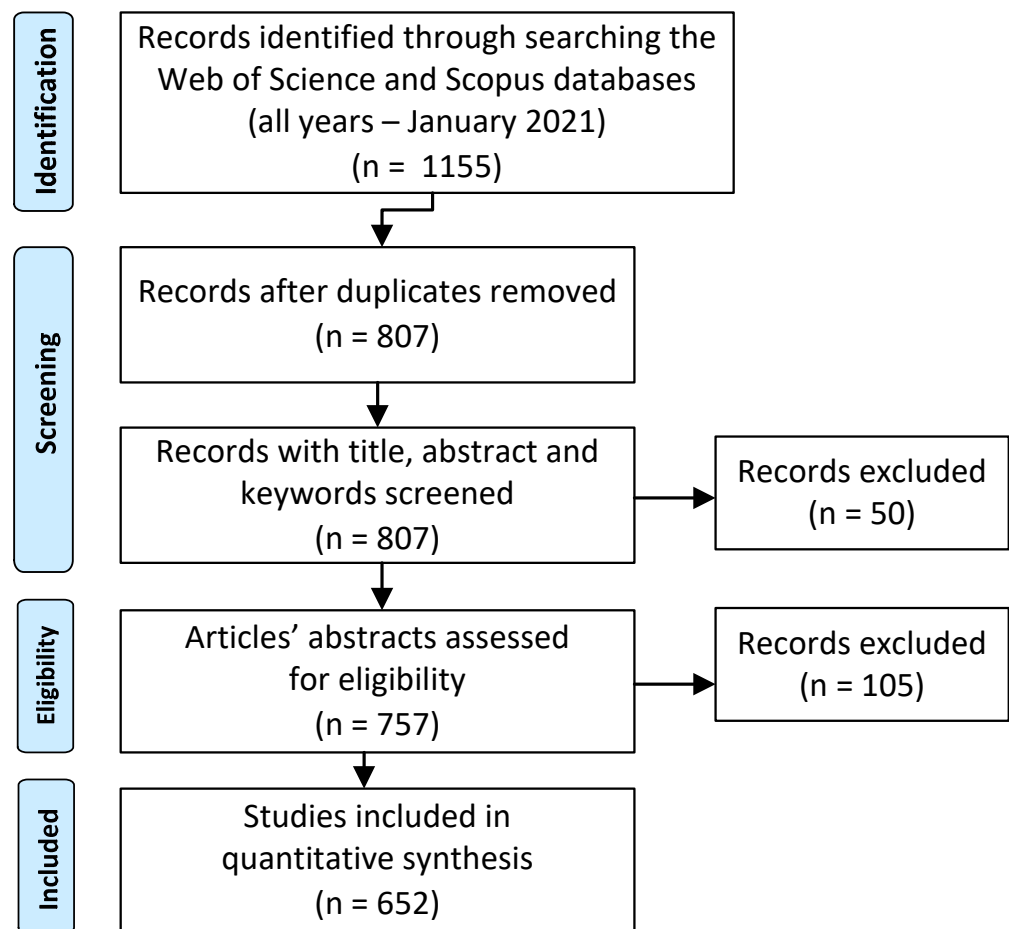 Identification
Records identified through searching the
Web of Science and Scopus databases
(all years – January 2021)
(n =  1155)
Screening
Records after duplicates removed
(n = 807)
Records with title, abstract and
keywords screened
(n = 807)
Records excluded
(n = 50)
Eligibility
Articles’ abstracts assessed
for eligibility
(n = 757)
Records excluded
(n = 105)
Included
Studies included in
quantitative synthesis
(n = 652)